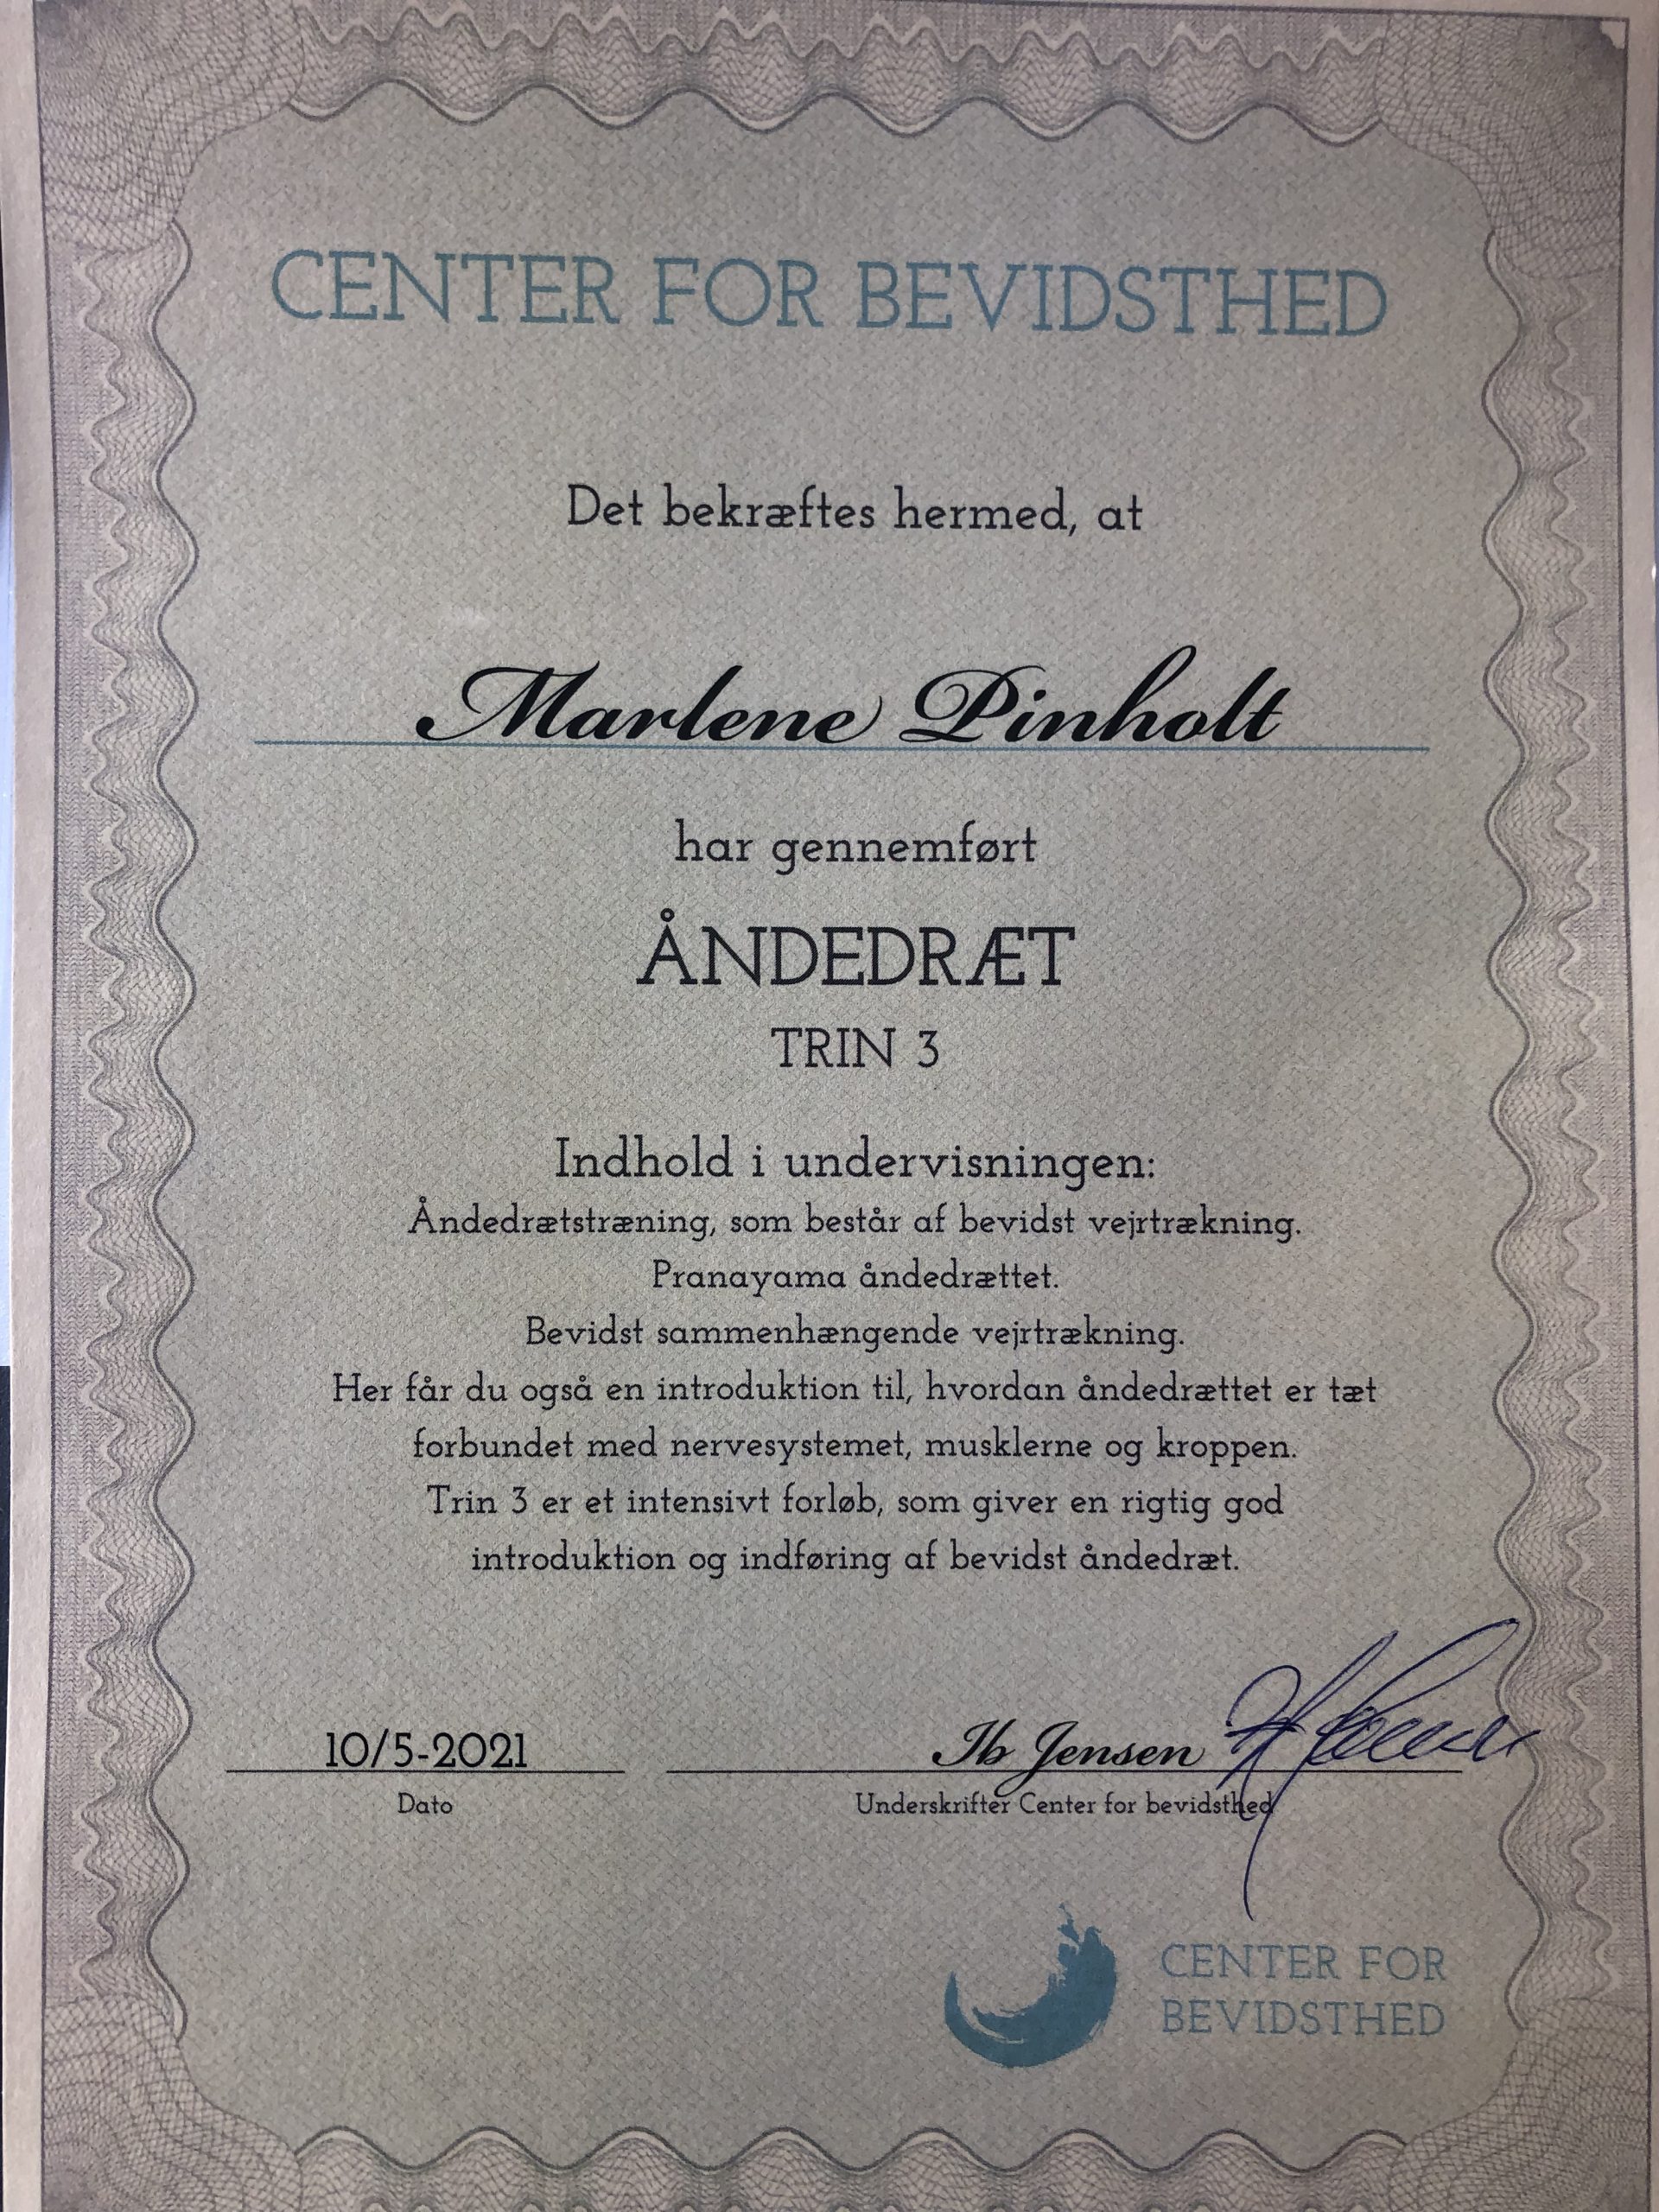 CENTER FOR BEVIDSTHED
Det bekræftes hermed, at
Marlene Pinholt
har gennemført
ÅNDEDRÆT
TRIN 3
Indhold i undervisningen:
Åndedrætstræning, som består af bevidst vejrtrækning.
Pranayama åndedrættet.
Bevidst sammenhængende vejrtrækning.
Her får du også en introduktion til, hvordan åndedrættet er tæt
forbundet med nervesystemet, musklerne og kroppen.
Trin 3 er et intensivt forløb, som giver en rigtig god
introduktion og indføring af bevidst åndedræt.
10/5-2021
Dato
Ib Jensen
Underskrifter Center for bevidsthed
CENTER FOR
BEVIDSTHED